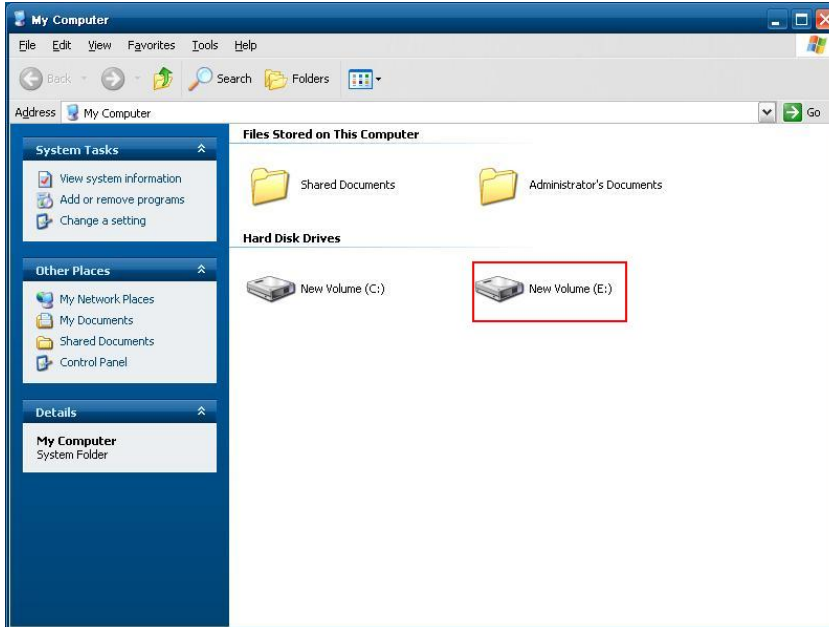 My Computer
File Edit View Favorites Tools Help
Back Search Folders
Address My Computer Go
System Tasks
View system information
Add or remove programs
Change a setting
Other Places
My Network Places
My Documents
Shared Documents
Control Panel
Details
My Computer
System Folder
Files Stored on This Computer
Shared Documents Administrator's Documents
Hard Disk Drives
New Volume (C:) New Volume (E:)